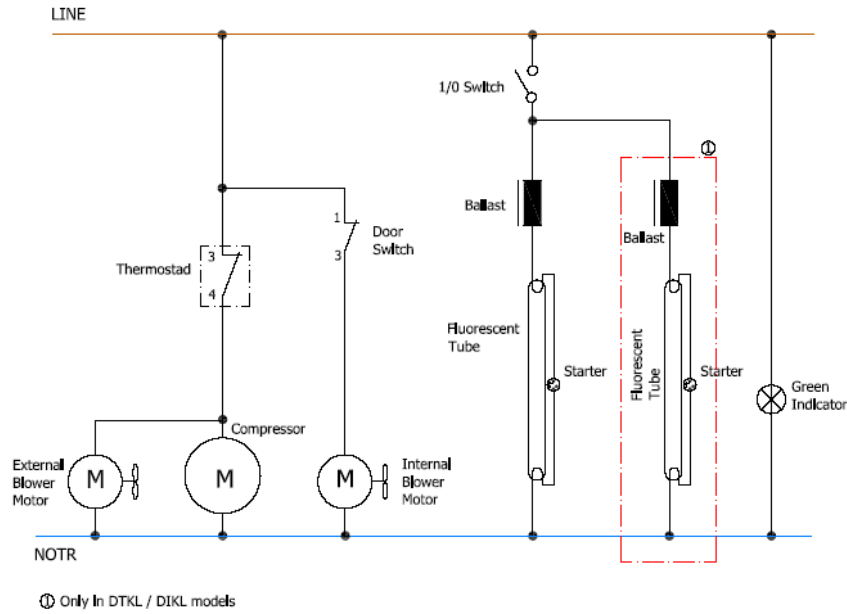 LINE
1/0 Switch
①
Ballast
Ballast
1
Door
Switch
3
Thermostad
3
4
Fluorescent
Tube
Starter
Fluorescent
Tube
Starter
Green
Indicator
Compressor
External
Blower
Motor
M
M
M
Internal
Blower
Motor
NOTR
① Only in DTKL / DIKL models